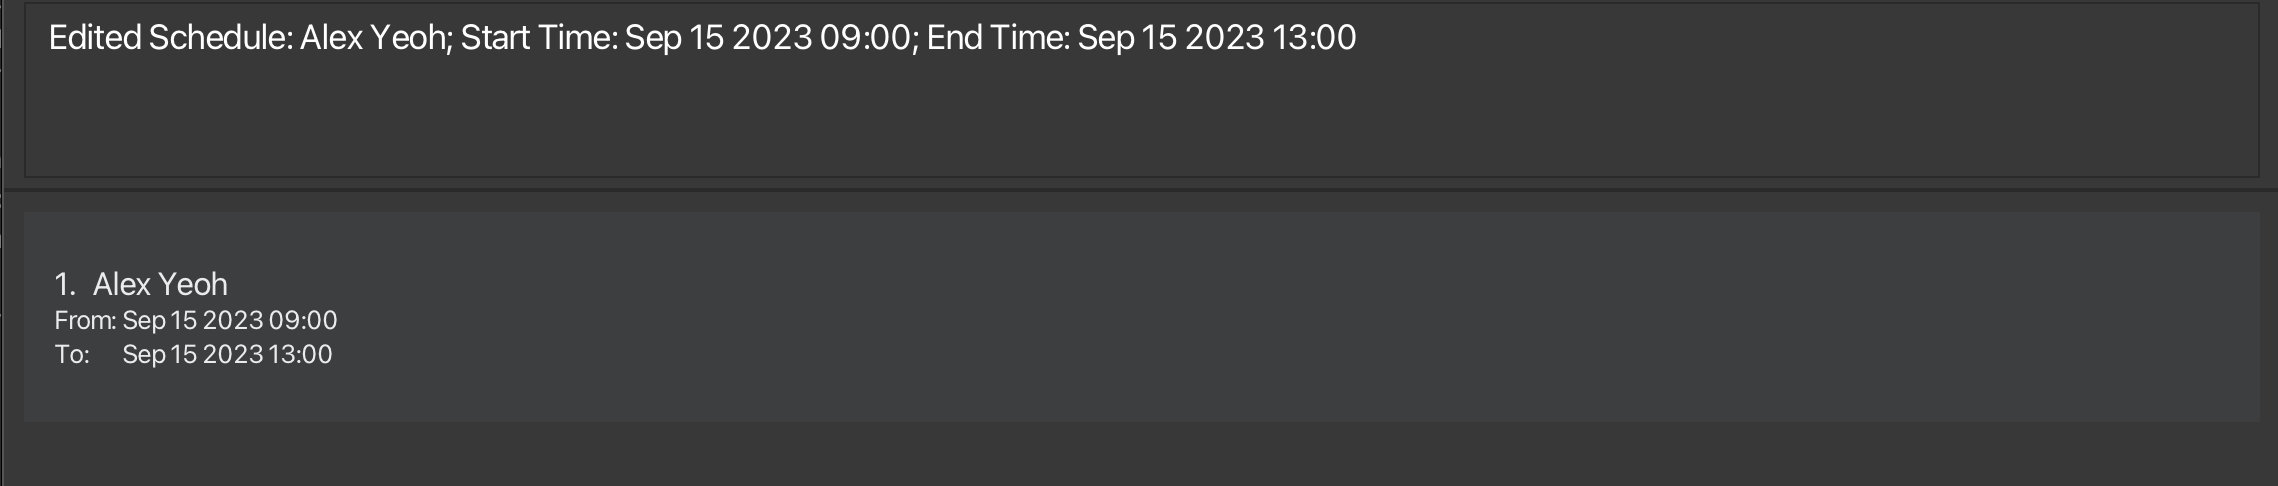 Edited Schedule: Alex Yeoh; Start Time: Sep 15 2023 09:00; End Time: Sep 15 2023 13:00
1. Alex Yeoh
From: Sep 15 2023 09:00
To: Sep 15 2023 13:00